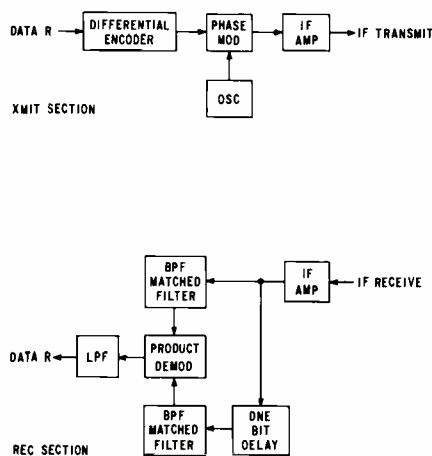 DATA R
DIFFERENTIAL
ENCODER
PHASE
MOD
IF
AMP
IF TRANSMIT
OSC
XMIT SECTION
BPF
MATCHED
FILTER
IF
AMP
IF RECEIVE
DATA R
LPF
PRODUCT
DEMOD
BPF
MATCHED
FILTER
ONE
BIT
DELAY
REC SECTION